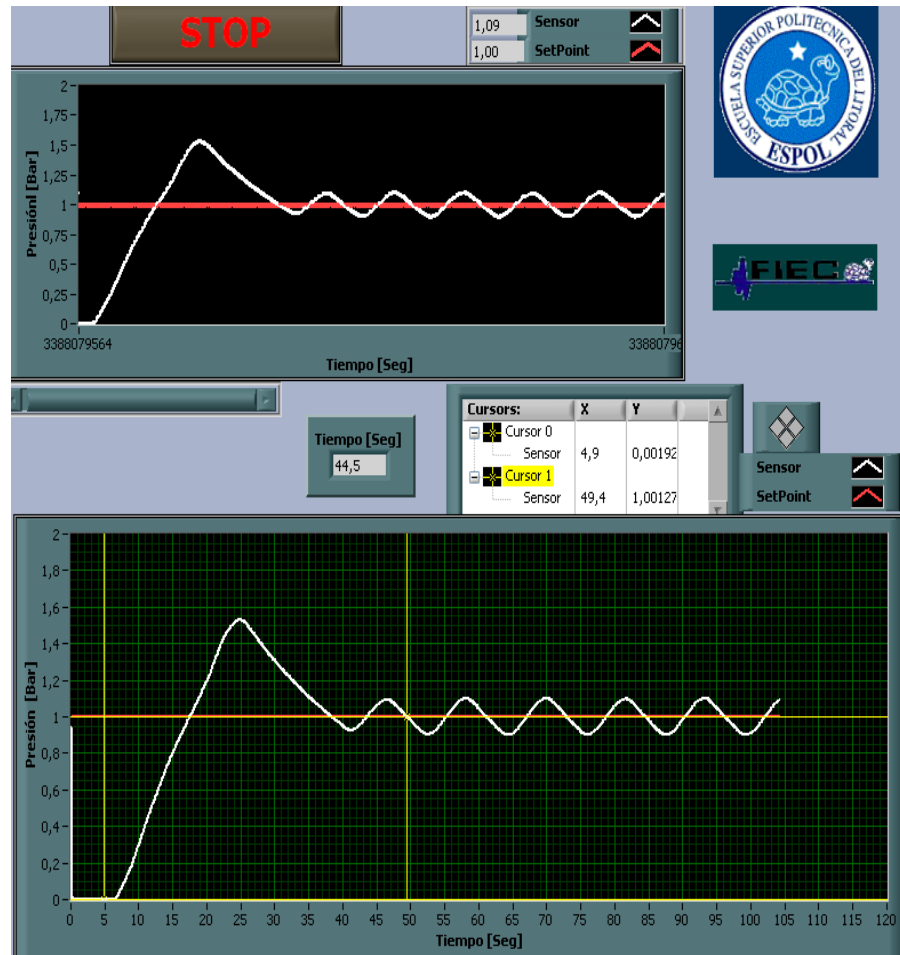 STOP
1,09 Sensor
1,00 SetPoint
ESCUELA SUPERIOR POLITECNICA DEL LITORAL
ESPOL
2
1,75
1,5
1,25
1
0,75
0,5
0,25
0
Presiónl [Bar]
3388079564 33880796
Tiempo [Seg]
FIEC
Tiempo [Seg]
44,5
Cursors: X Y
Cursor 0
Sensor 4,9 0,00192
Cursor 1
Sensor 49,4 1,00127
Sensor
SetPoint
2
1,8
1,6
1,4
1,2
1
0,8
0,6
0,4
0,2
0
Presión [Bar]
0 5 10 15 20 25 30 35 40 45 50 55 60 65 70 75 80 85 90 95 100 105 110 115 120
Tiempo [Seg]